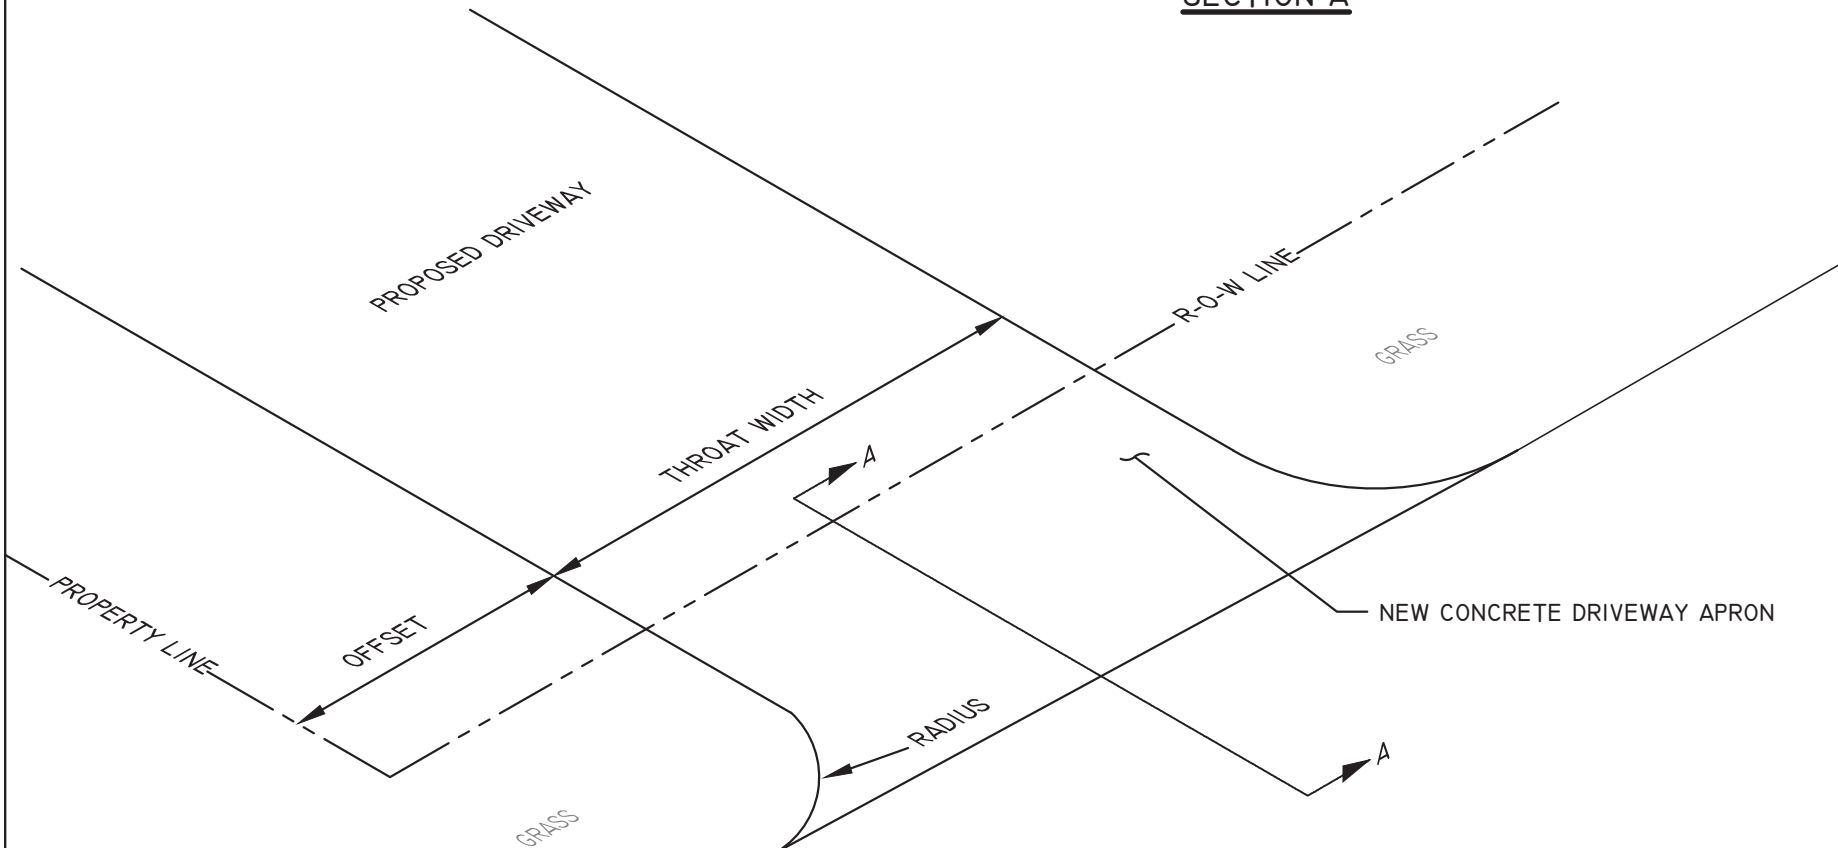 SECTION A
PROPOSED DRIVEWAY
R-O-W LINE
GRASS
THROAT WIDTH
A
PROPERTY LINE
OFFSET
NEW CONCRETE DRIVEWAY APRON
RADIUS
A
GRASS